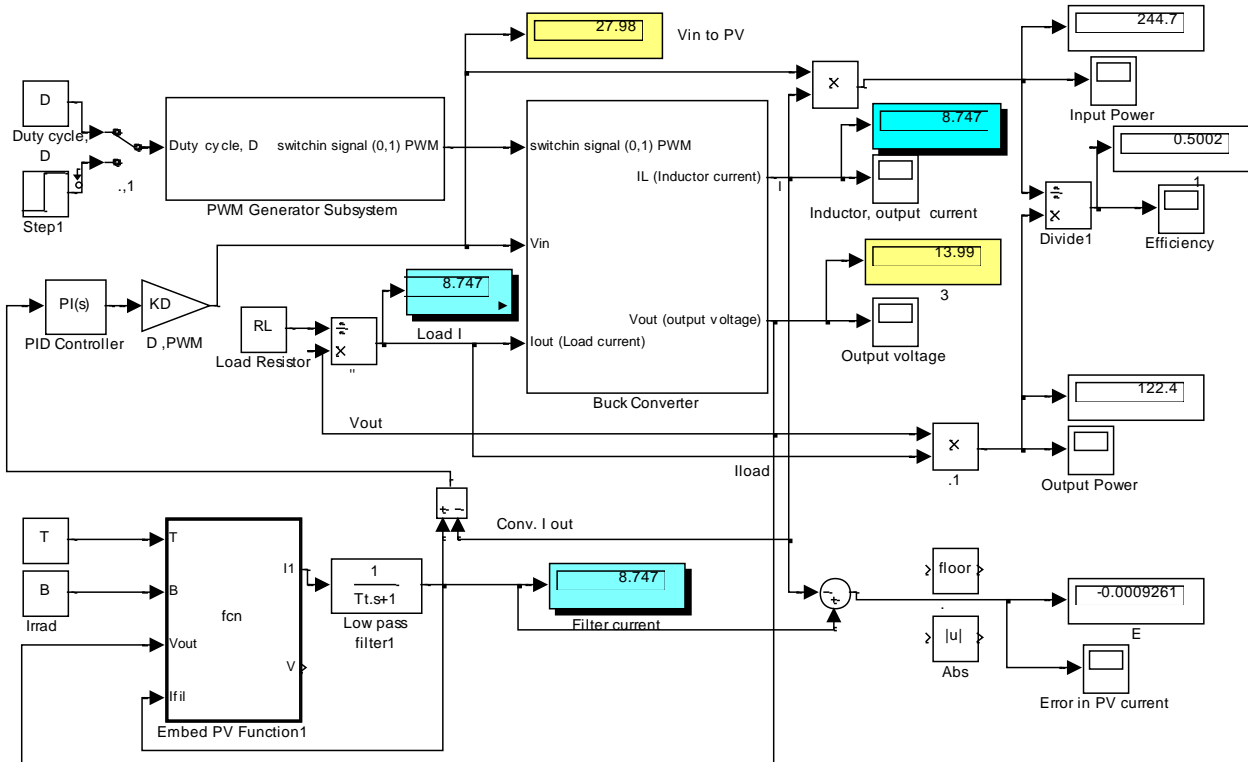 27.98
Vin to PV
244.7
Input Power
D
Duty cycle,
D
.,1
Step1
Duty cycle, D
switchin signal (0,1) PWM
PWM Generator Subsystem
switchin signal (0,1) PWM
IL (Inductor current)
Vin
Vout (output voltage)
Iout (Load current)
Buck Converter
×
8.747
I
Inductor, output current
0.5002
1
÷
×
Divide1
Efficiency
13.99
3
Output voltage
PI(s)
PID Controller
KD
D ,PWM
RL
Load Resistor
÷
×
"
8.747
Load I
Vout
Iload
×
.1
122.4
Output Power
+ -
Conv. I out
T
B
Irrad
T
B
Vout
Ifil
fcn
I1
V
Embed PV Function1
1
Tt.s+1
Low pass
filter1
8.747
Filter current
-
+
floor
.
|u|
Abs
-0.0009261
E
Error in PV current